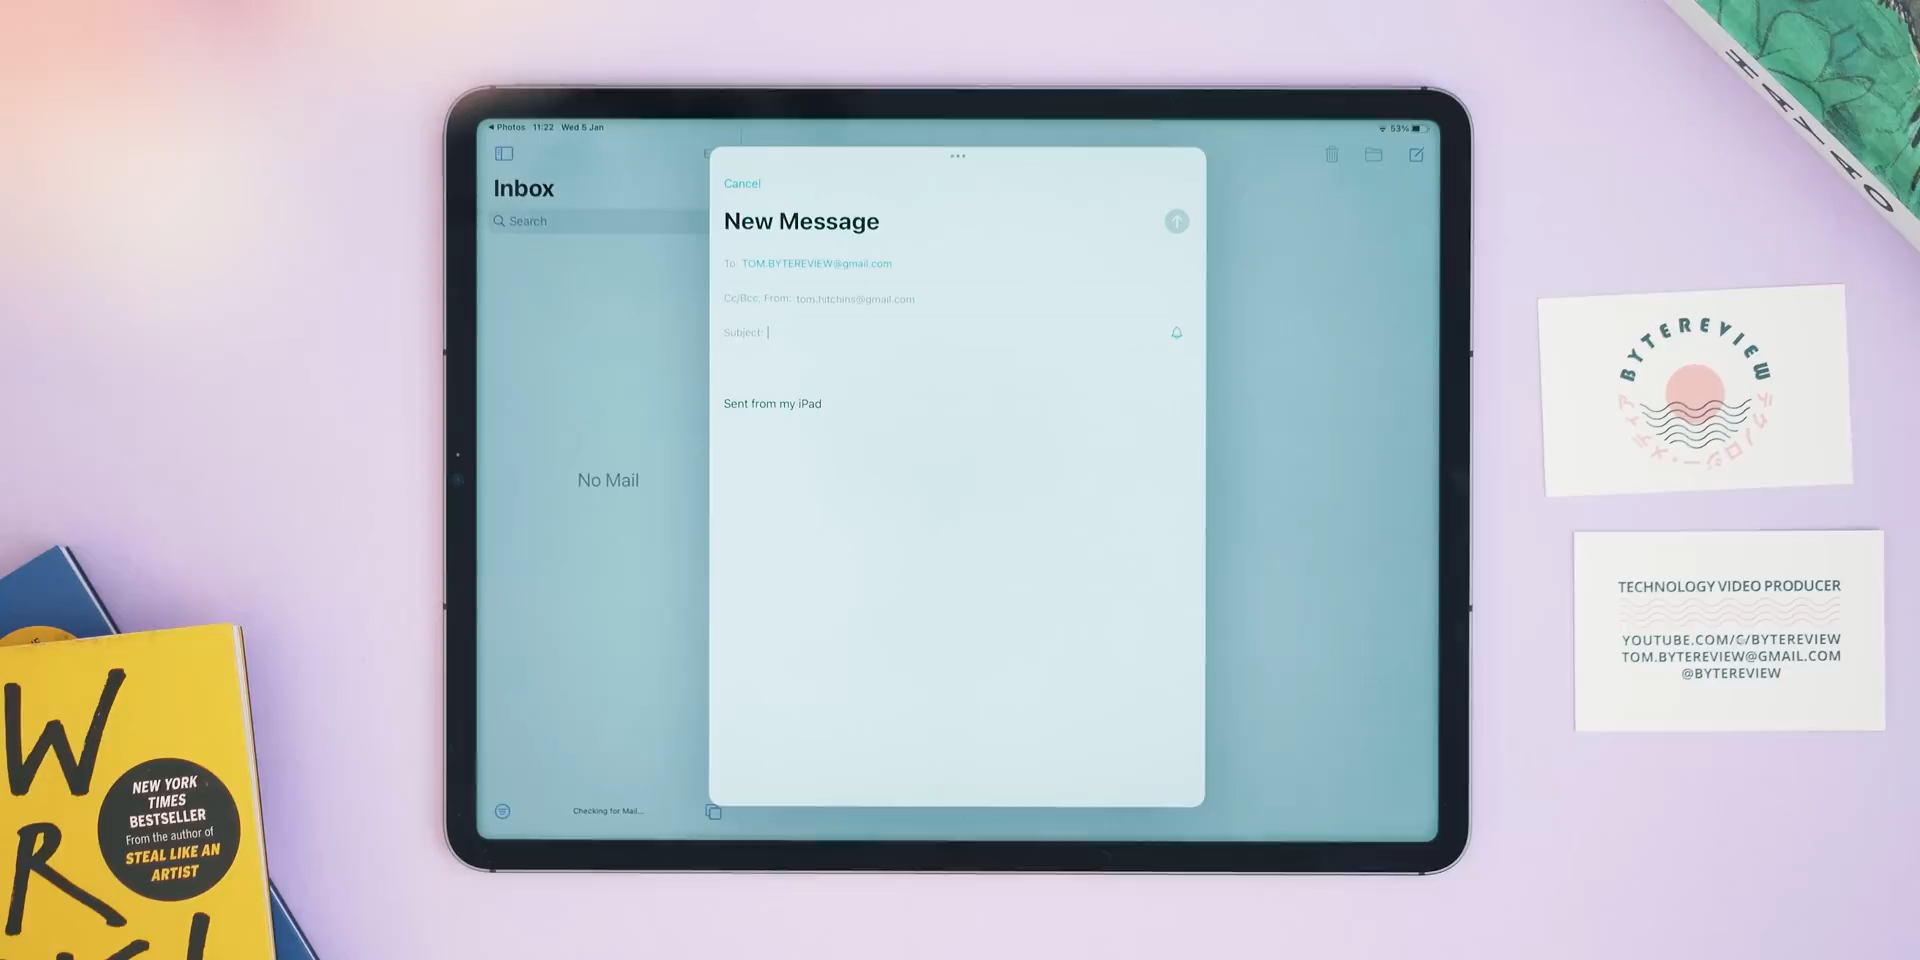 Photos 11:22 Wed 5 Jan
53%
Inbox
Search
No Mail
Checking for Mail...
Cancel
New Message
To: TOM.BYTEREVIEW@gmail.com
Cc/Bcc, From: tom.hitchins@gmail.com
Subject:
Sent from my iPad
BYTEREVIEW
TECHNOLOGY VIDEO PRODUCER
YOUTUBE.COM/C/BYTEREVIEW
TOM.BYTEREVIEW@GMAIL.COM
@BYTEREVIEW
W
R
NEW YORK
TIMES
BESTSELLER
From the author of
STEAL LIKE AN
ARTIST